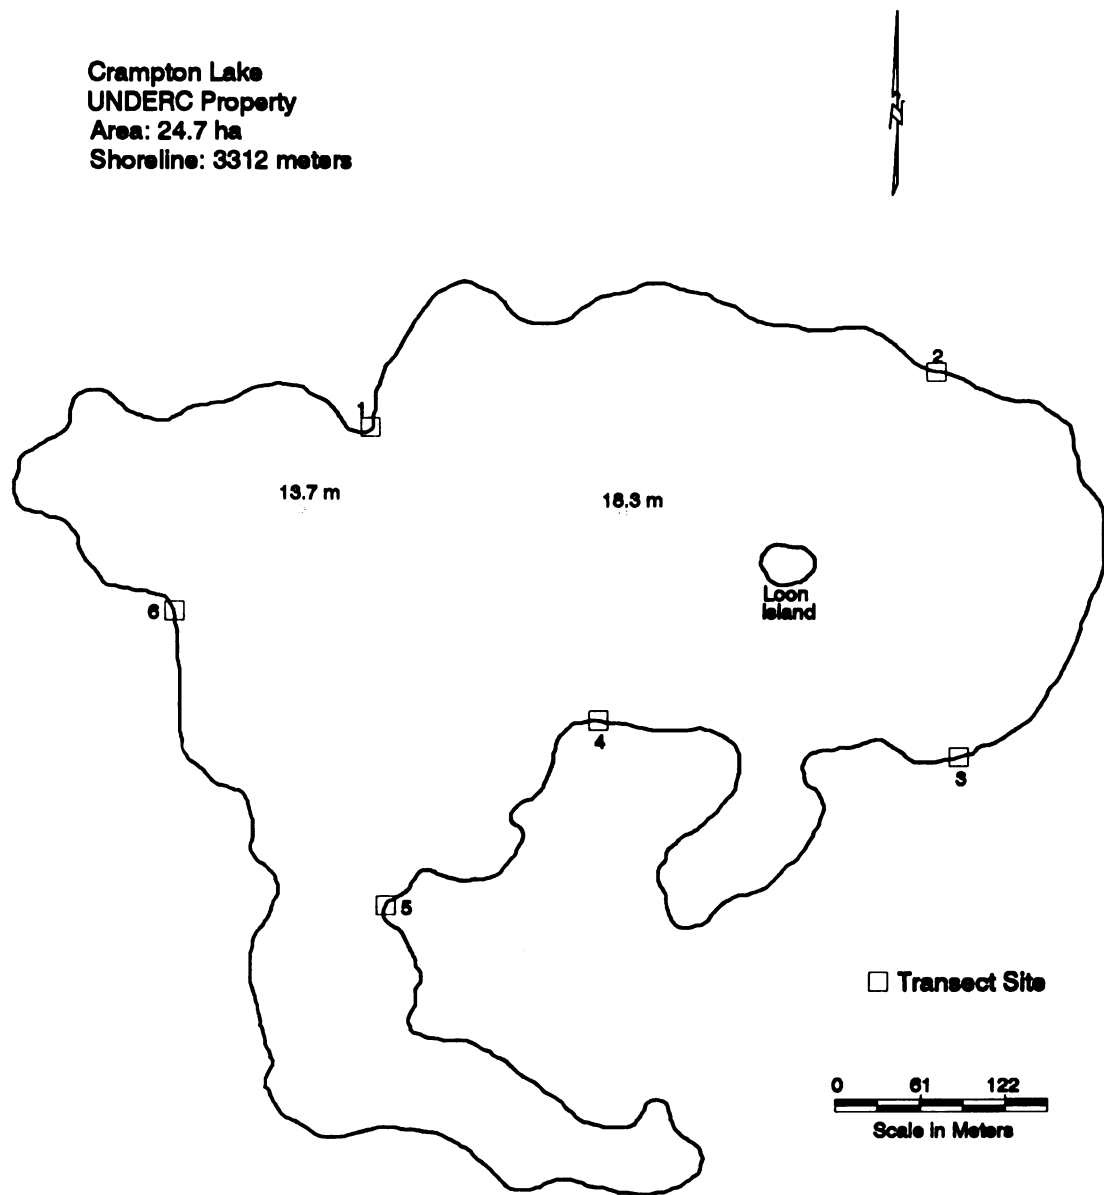 Crampton Lake
UNDERC Property
Area: 24.7 ha
Shoreline: 3312 meters
N
2
1
13.7 m
18.3 m
Loon
Island
6
4
3
5
Transect Site
0 61 122
Scale in Meters